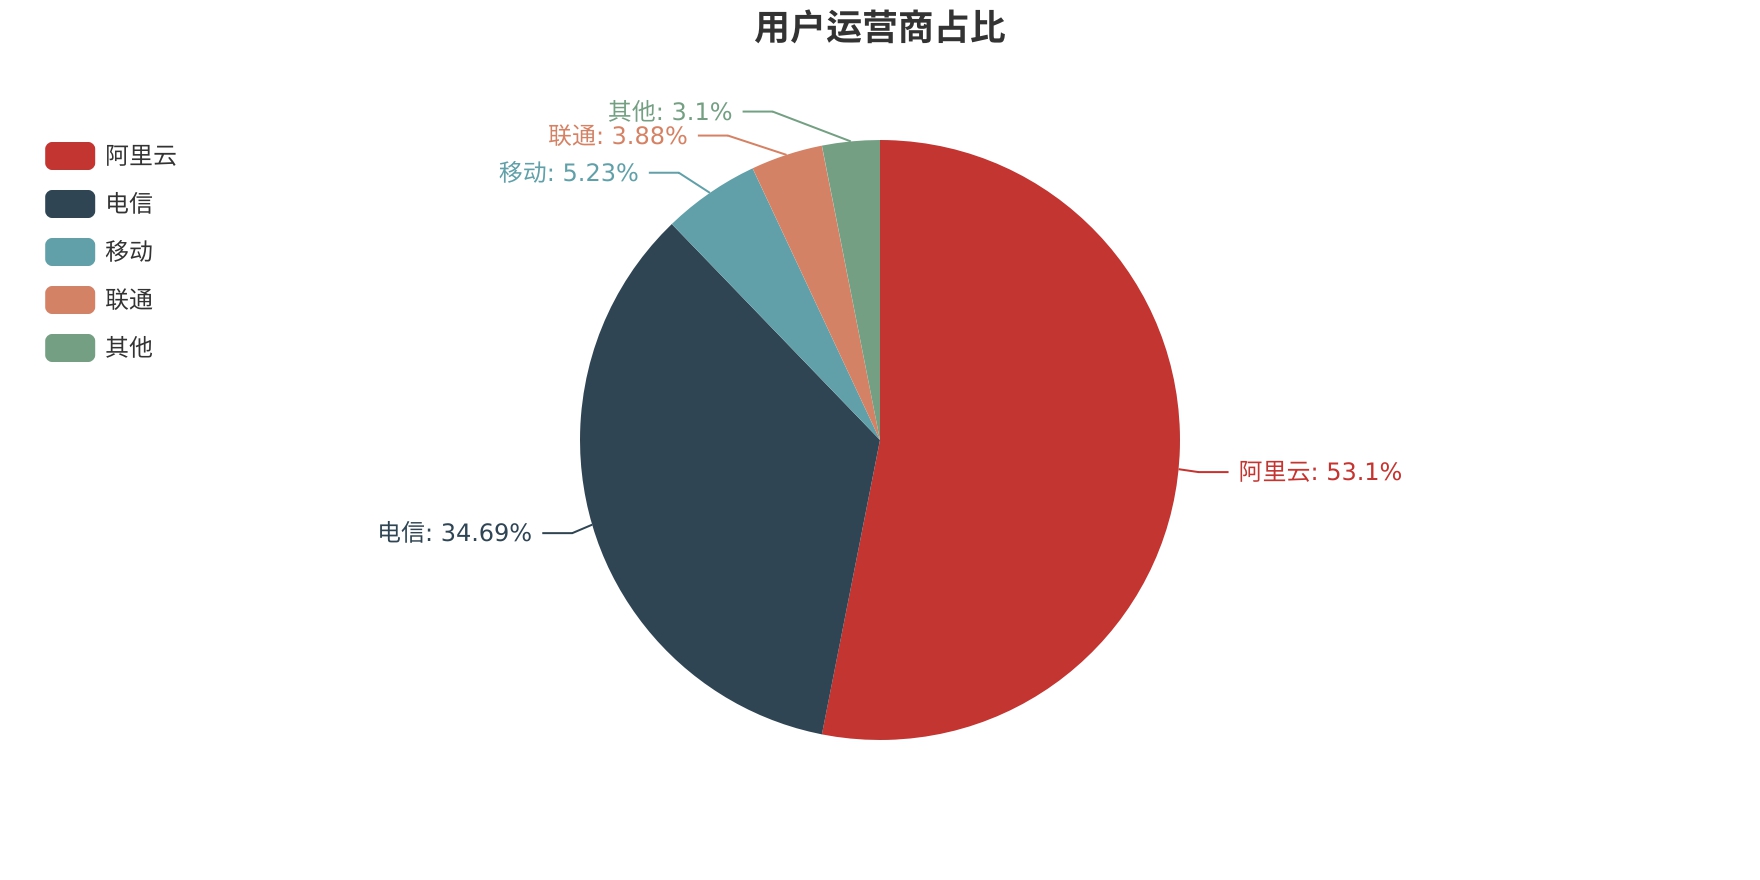 用户运营商占比
阿里云
电信
移动
联通
其他
其他: 3.1%
联通: 3.88%
移动: 5.23%
阿里云: 53.1%
电信: 34.69%